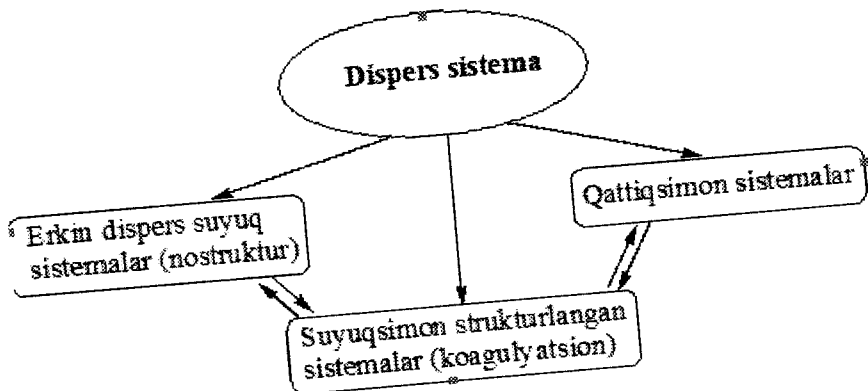 Dispers sistema
Qattiqsimon sistemalar
Erkin dispers suyuq
sistemalar (nostruktur)
Suyuqsimon strukturlangan
sistemalar (koagulyatsion)